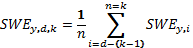 SWE_{y,d,k} = \frac{1}{n} \sum_{i=d-(k-1)}^{n=k} SWE_{y,i}